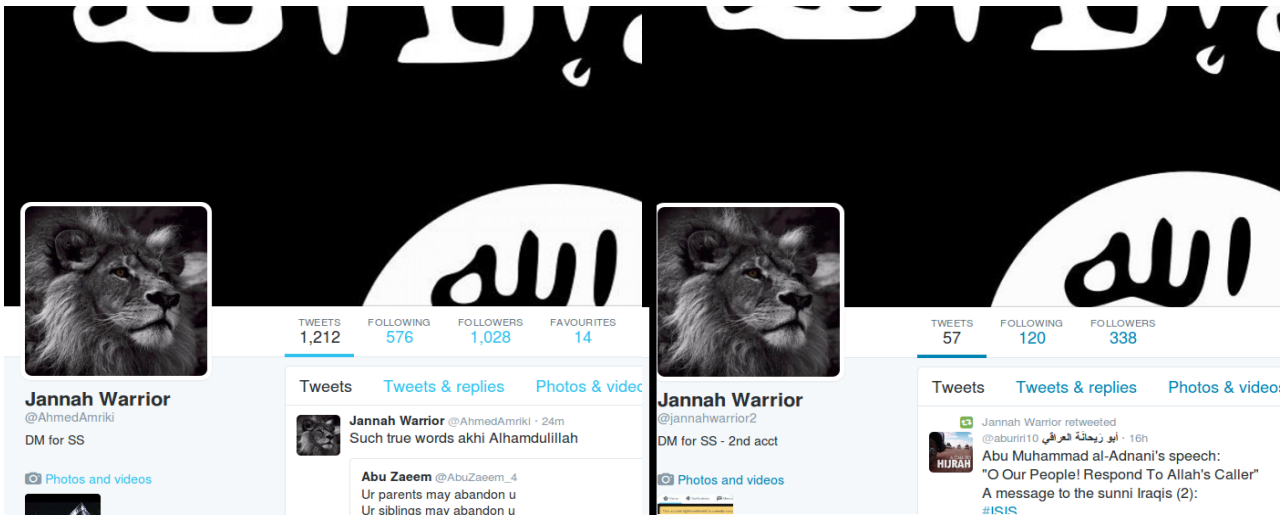 الله
TWEETS FOLLOWING FOLLOWERS FAVOURITES
1,212 576 1,028 14
Tweets Tweets & replies Photos & video
Jannah Warrior
@AhmedAmriki
DM for SS
Photos and videos
Jannah Warrior @AhmedAmriki · 24m
Such true words akhi Alhamdulillah
Abu Zaeem @AbuZaeem_4
Ur parents may abandon u
Ur siblings may abandon u
الله
TWEETS FOLLOWING FOLLOWERS
57 120 338
Tweets Tweets & replies Photos & videos
Jannah Warrior
@jannahwarrior2
DM for SS - 2nd acct
Photos and videos
Jannah Warrior retweeted
@aburiri10 أبو ريحانة العراقي · 16h
HIJRAH
Abu Muhammad al-Adnani's speech:
"O Our People! Respond To Allah's Caller"
A message to the sunni Iraqis (2):
#ISIS